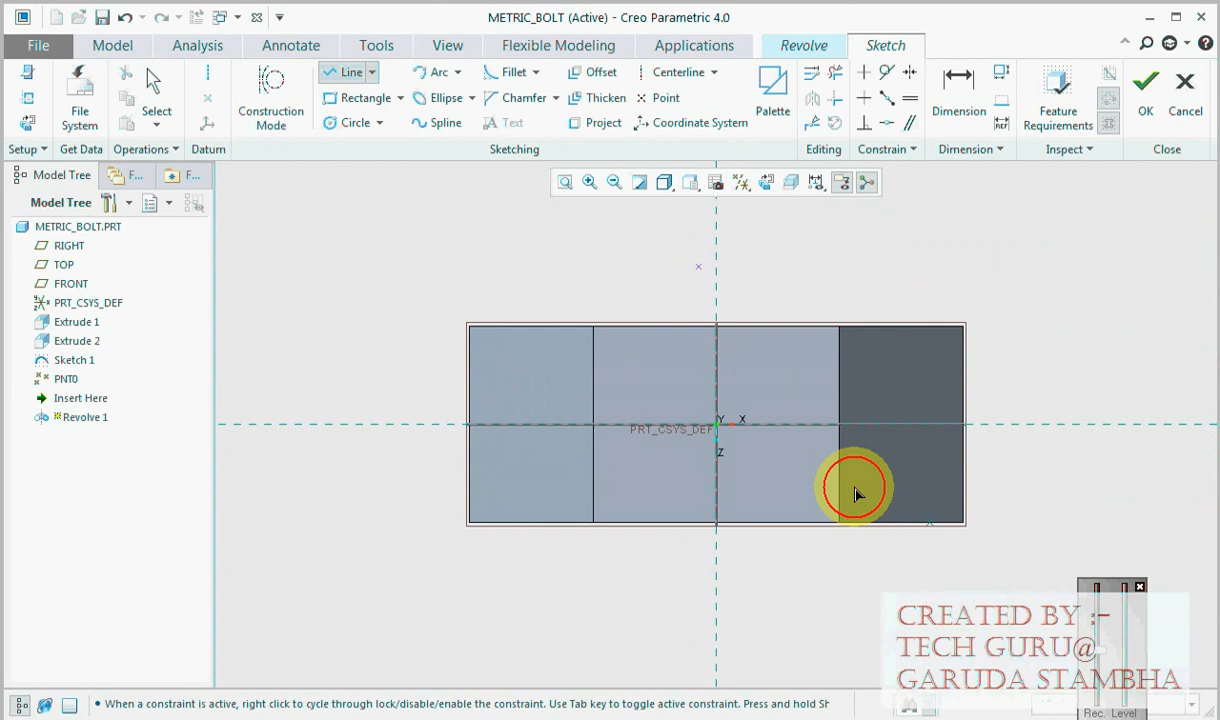 METRIC_BOLT (Active) - Creo Parametric 4.0
File Model Analysis Annotate Tools View Flexible Modeling Applications Revolve Sketch
Line Arc Fillet Offset Centerline
Rectangle Ellipse Chamfer Thicken Point
Circle Spline Text Project Coordinate System
File System
Select
Construction Mode
Palette
Dimension
Feature Requirements
OK Cancel
Setup Get Data Operations Datum Sketching Editing Constrain Dimension Inspect Close
Model Tree F... F...
Model Tree
METRIC_BOLT.PRT
RIGHT
TOP
FRONT
PRT_CSYS_DEF
Extrude 1
Extrude 2
Sketch 1
PNT0
Insert Here
Revolve 1
Y X
PRT_CSYS_DEF
Z
CREATED BY :-
TECH GURU@
GARUDA STAMBHA
• When a constraint is active, right click to cycle through lock/disable/enable the constraint. Use Tab key to toggle active constraint. Press and hold Sh
Rec. Level